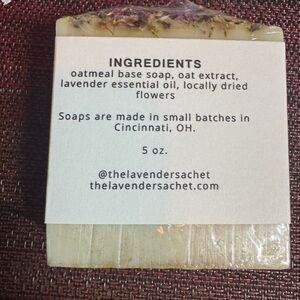 INGREDIENTS
oatmeal base soap, oat extract,
lavender essential oil, locally dried
flowers
Soaps are made in small batches in
Cincinnati, OH.
5 oz.
@thelavendersachet
thelavendersachet.com